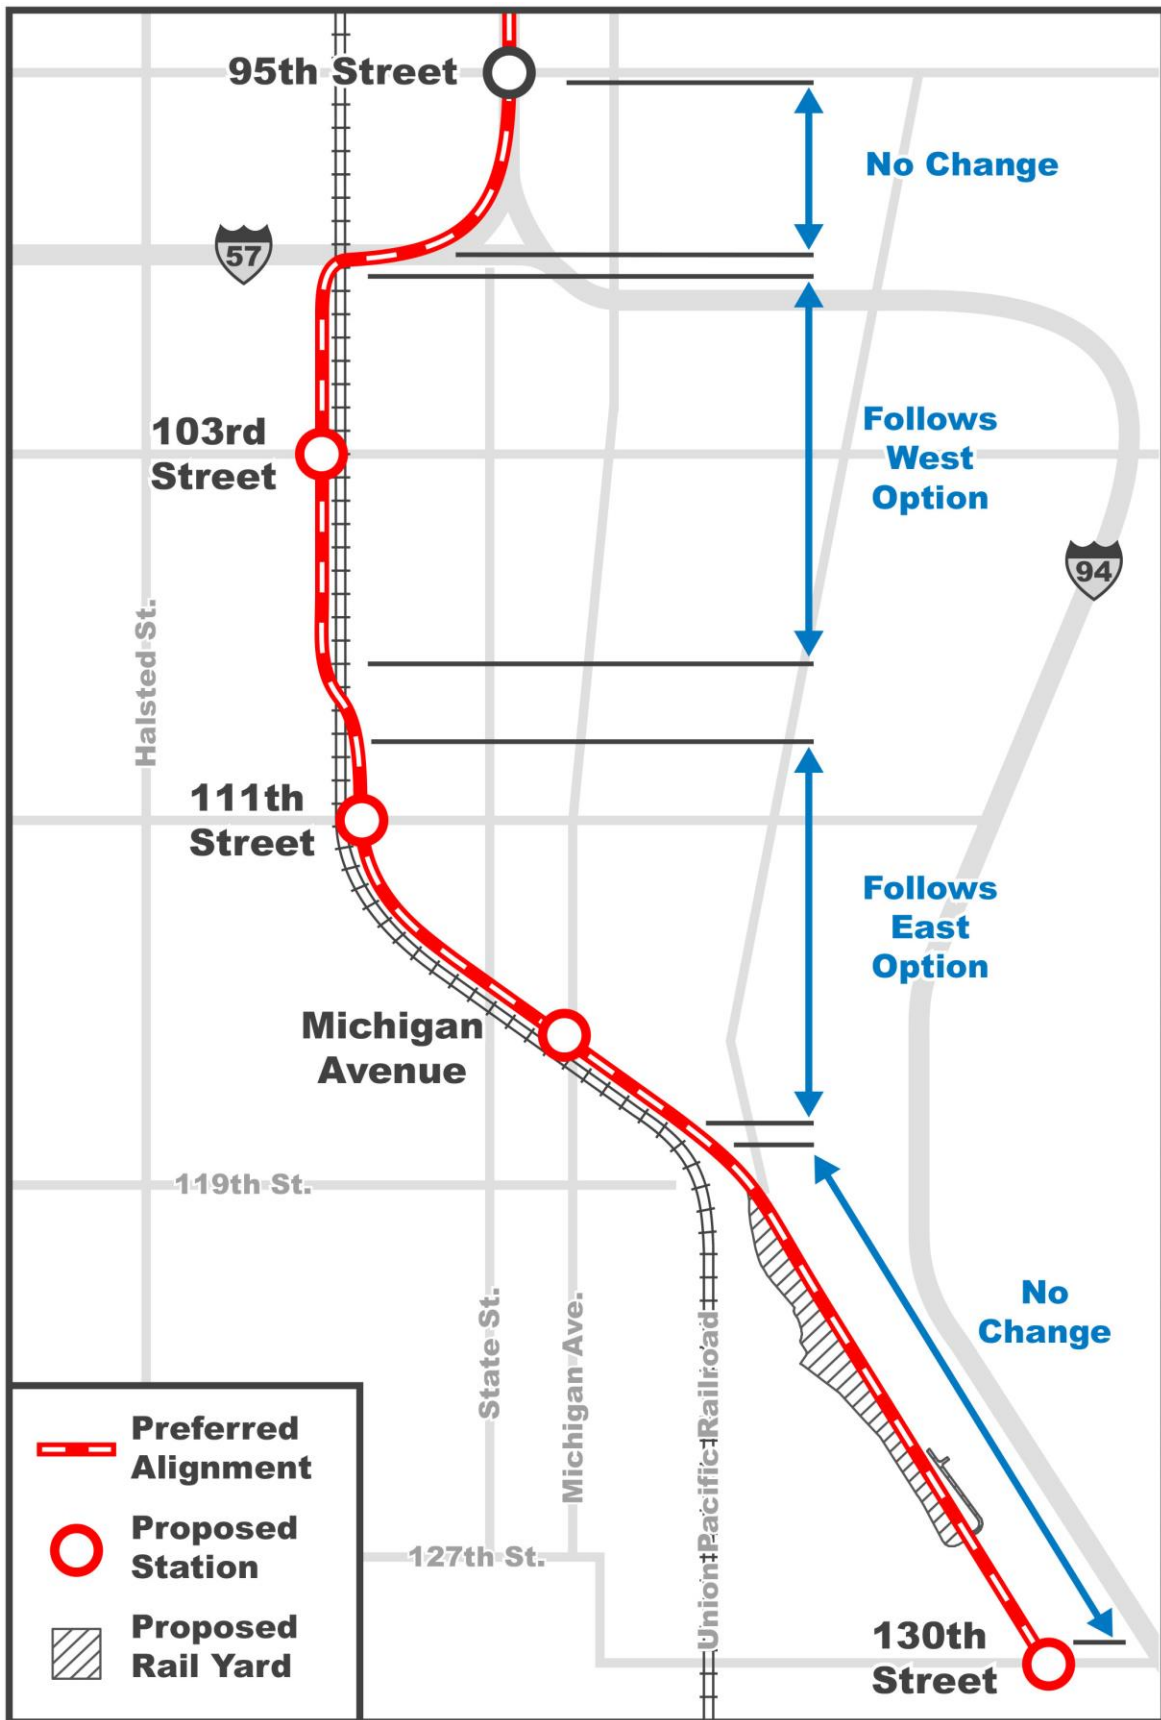 95th Street
No Change
57
103rd
Street
Follows
West
Option
94
Halsted St.
111th
Street
Follows
East
Option
Michigan
Avenue
119th St.
No
Change
State St.
Michigan Ave.
Union Pacific Railroad
127th St.
130th
Street
Preferred
Alignment
Proposed
Station
Proposed
Rail Yard